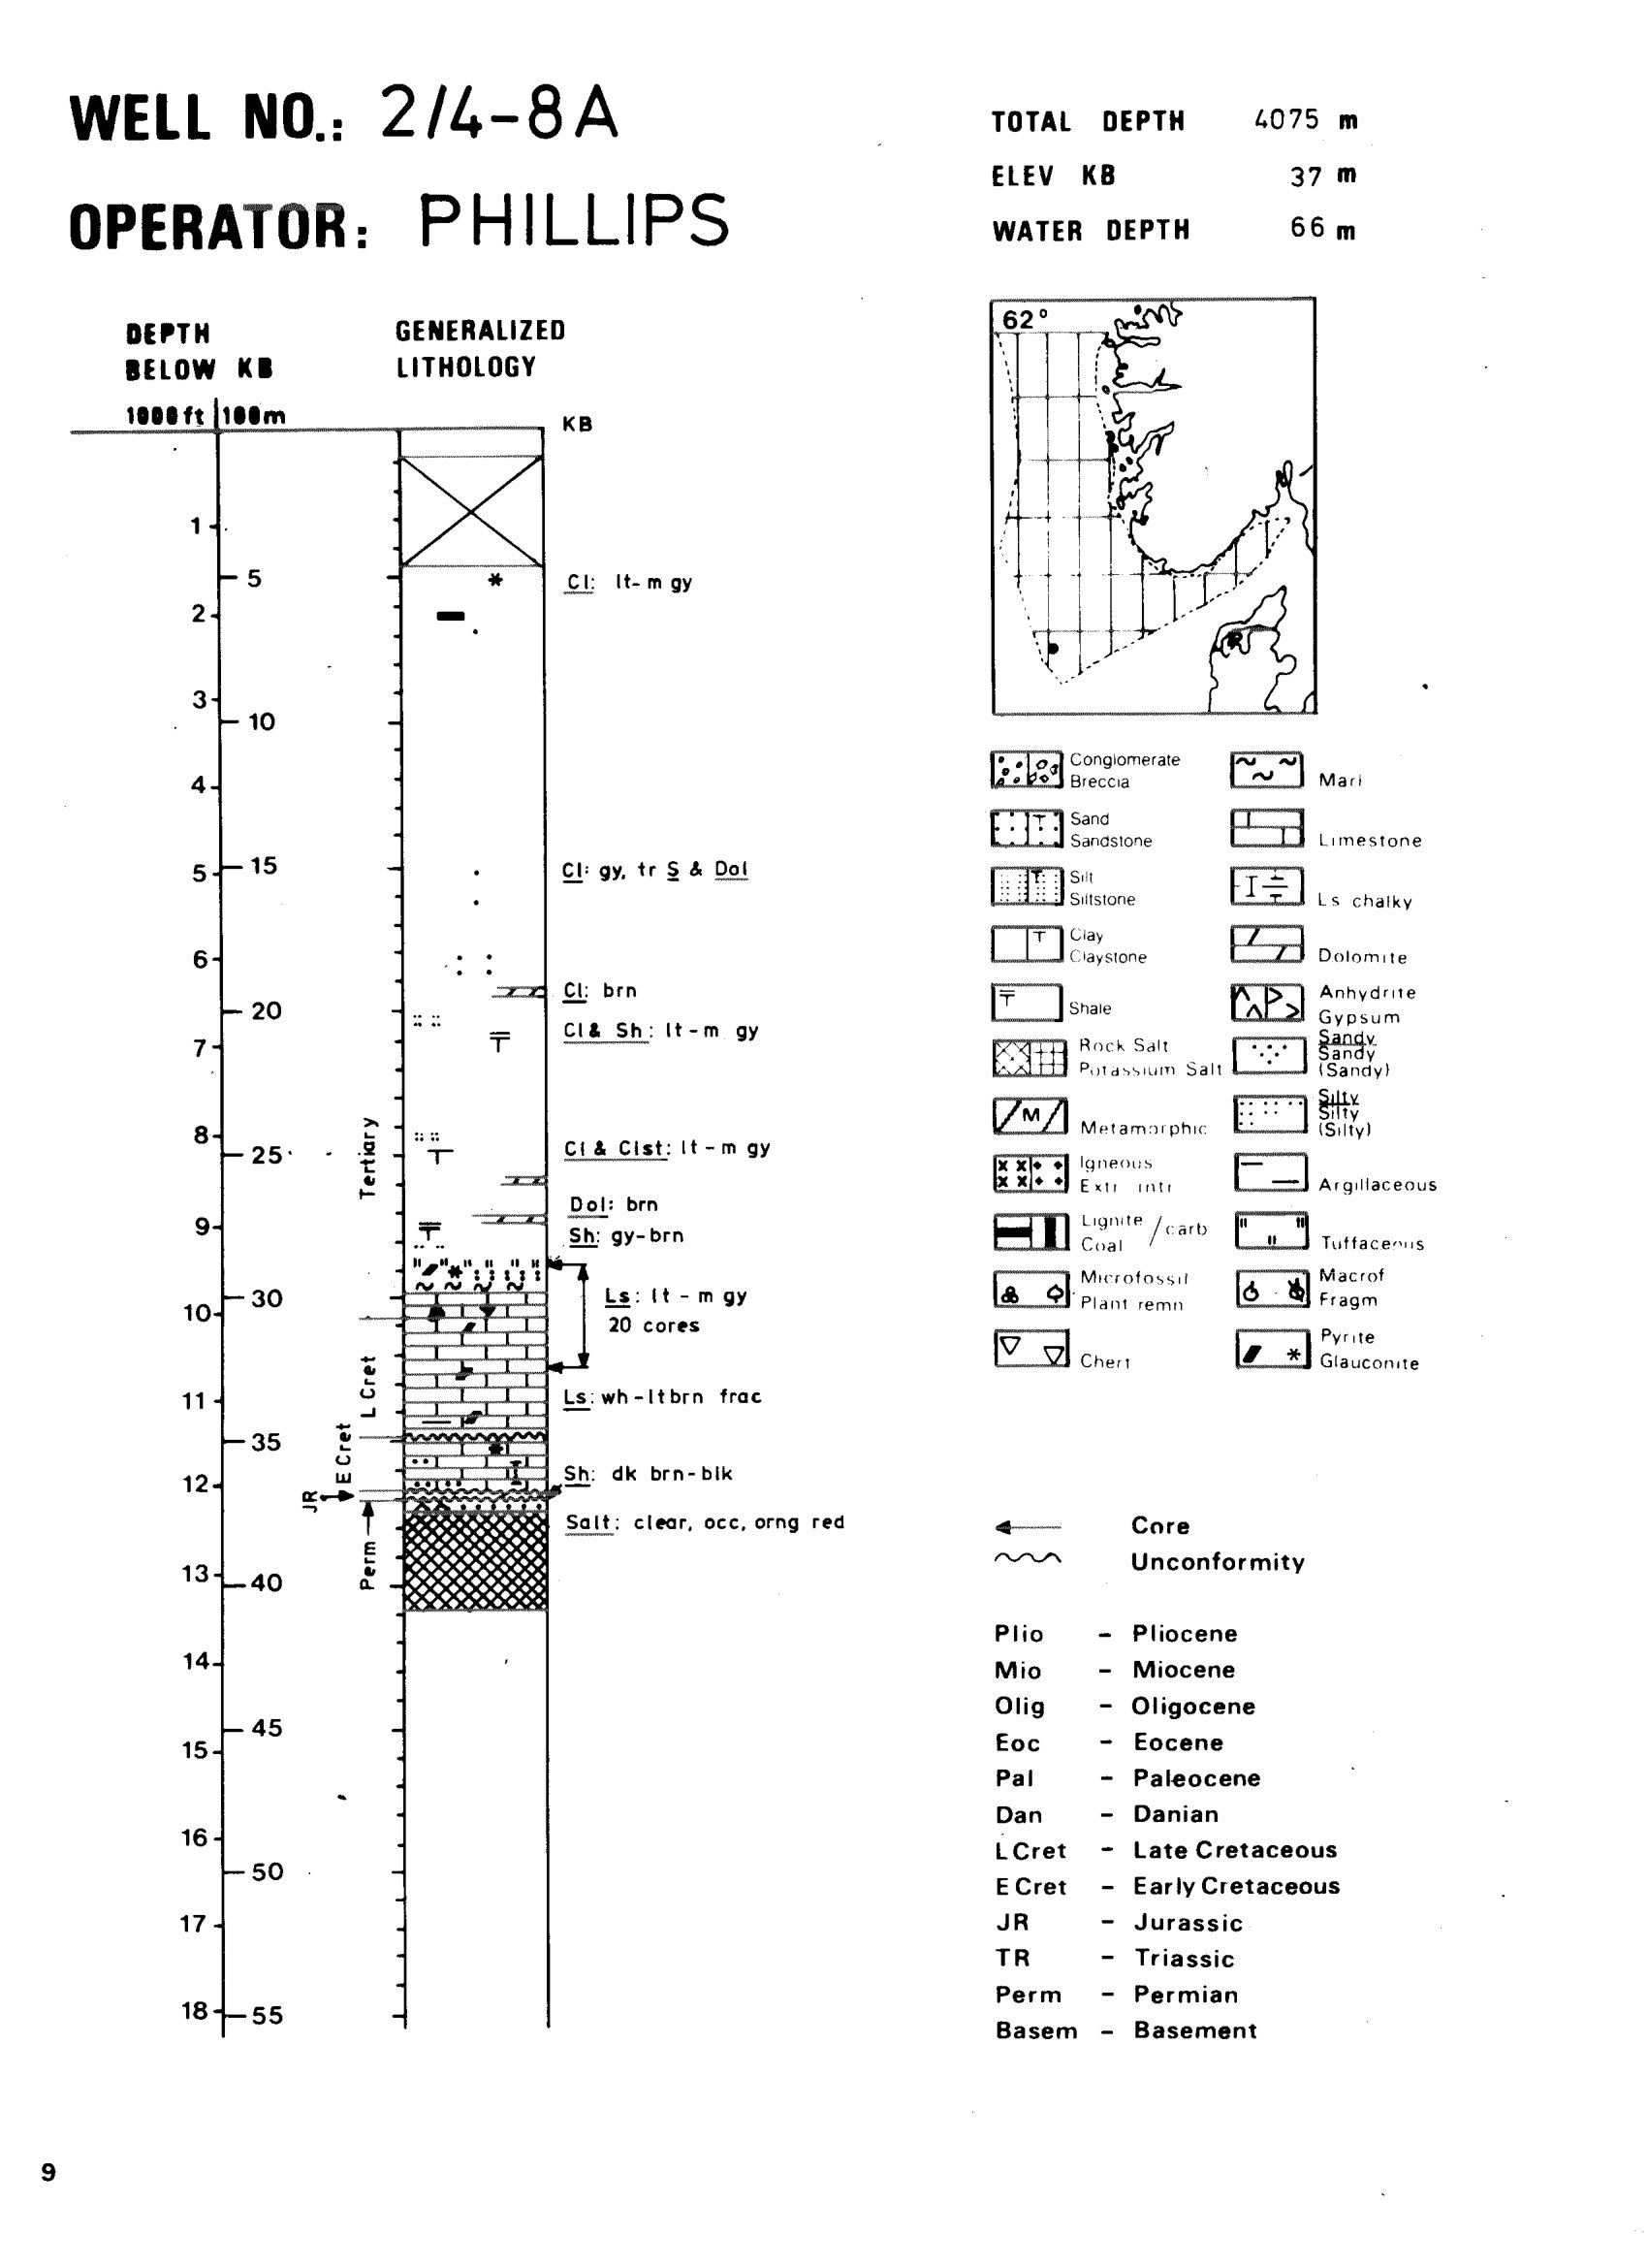 WELL NO.: 2/4-8A
OPERATOR: PHILLIPS
TOTAL DEPTH 4075 m
ELEV KB 37 m
WATER DEPTH 66 m
DEPTH
BELOW KB
1000ft 100m
GENERALIZED
LITHOLOGY
KB
1
5
2
3
10
4
5
15
6
20
7
8
25
9
30
10
11
35
12
13
40
14
45
15
16
50
17
18
55
Tertiary
L Cret
E Cret
JR
Perm
Cl: lt-m gy
Cl: gy, tr S & Dol
Cl: brn
Cl & Sh: lt-m gy
Cl & Clst: lt-m gy
Dol: brn
Sh: gy-brn
Ls: lt-m gy
20 cores
Ls: wh-lt brn frac
Sh: dk brn-blk
Salt: clear, occ, orng red
62°
Conglomerate
Breccia
Sand
Sandstone
Silt
Siltstone
Clay
Claystone
Shale
Rock Salt
Potassium Salt
M
Metamorphic
Igneous
Extr intr
Lignite / carb
Coal
Microfossil
Plant remn
Chert
Marl
Limestone
Ls chalky
Dolomite
Anhydrite
Gypsum
Sandy
Sandy
(Sandy)
Silty
Silty
(Silty)
Argillaceous
Tuffaceous
Macrof
Fragm
Pyrite
Glauconite
Core
Unconformity
Plio - Pliocene
Mio - Miocene
Olig - Oligocene
Eoc - Eocene
Pal - Paleocene
Dan - Danian
L Cret - Late Cretaceous
E Cret - Early Cretaceous
JR - Jurassic
TR - Triassic
Perm - Permian
Basem - Basement
9